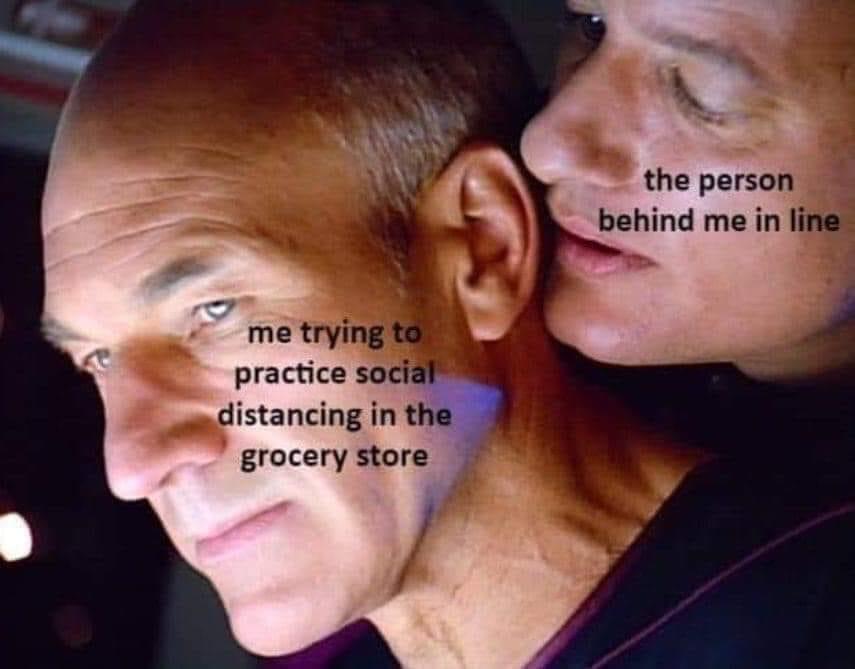 me trying to
practice social
distancing in the
grocery store
the person
behind me in line